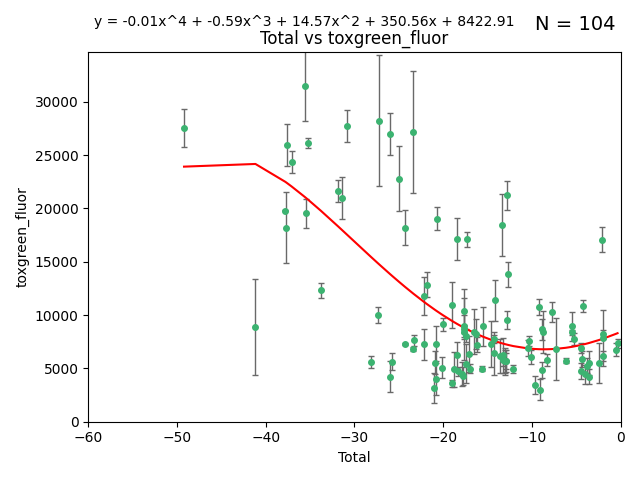 y = -0.01x^4 + -0.59x^3 + 14.57x^2 + 350.56x + 8422.91
N = 104
Total vs toxgreen_fluor
toxgreen_fluor
30000
25000
20000
15000
10000
5000
0
−60
−50
−40
−30
−20
−10
0
Total